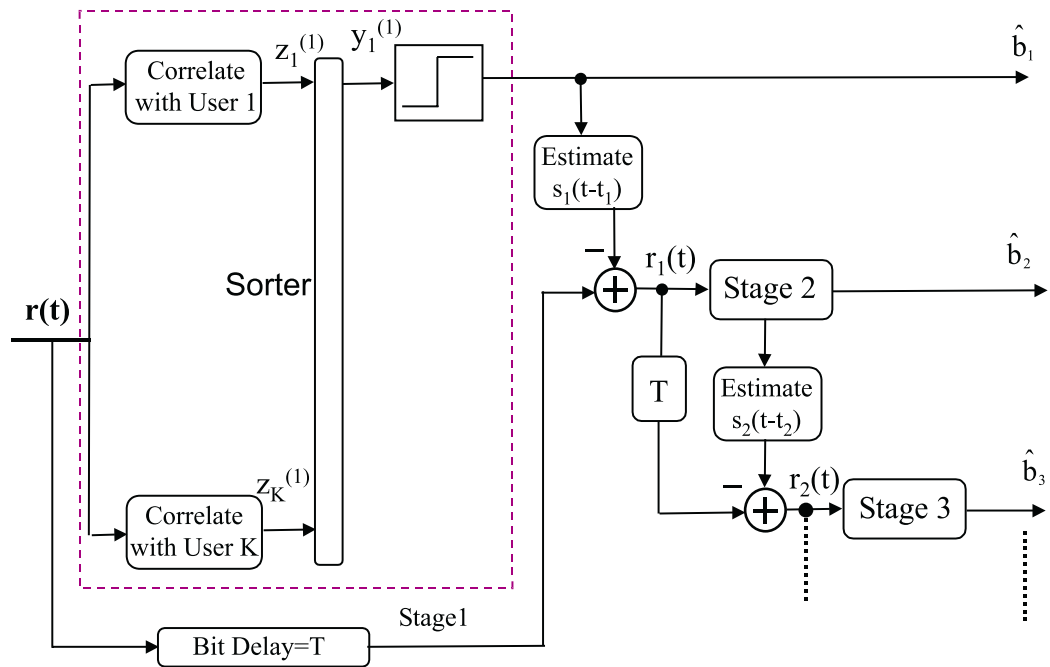 z₁⁽¹⁾
y₁⁽¹⁾
b̂₁
Correlate
with User 1
Estimate
s₁(t-t₁)
Sorter
r(t)
−
+
r₁(t)
Stage 2
b̂₂
T
Estimate
s₂(t-t₂)
z_K⁽¹⁾
Correlate
with User K
−
+
r₂(t)
Stage 3
b̂₃
Stage1
Bit Delay=T